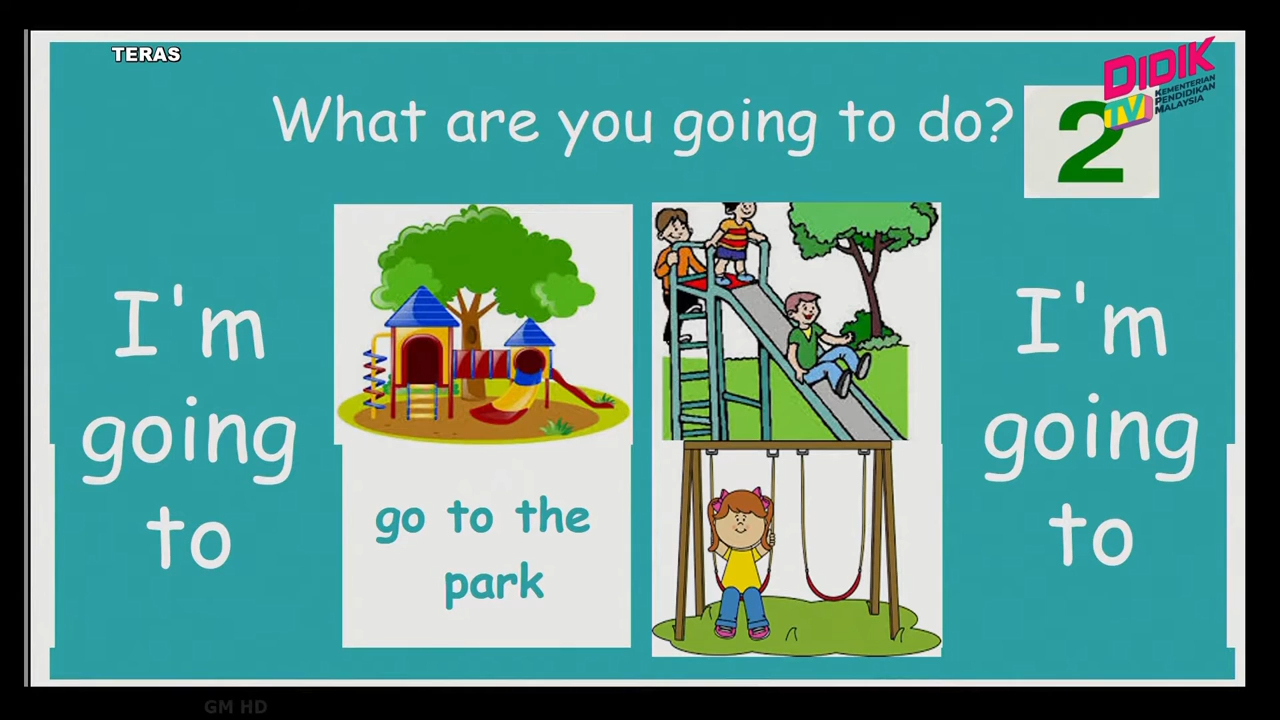 TERAS
DIDIK
TV
KEMENTERIAN
PENDIDIKAN
MALAYSIA
What are you going to do?
2
I'm
going
to
go to the
park
I'm
going
to
GM HD